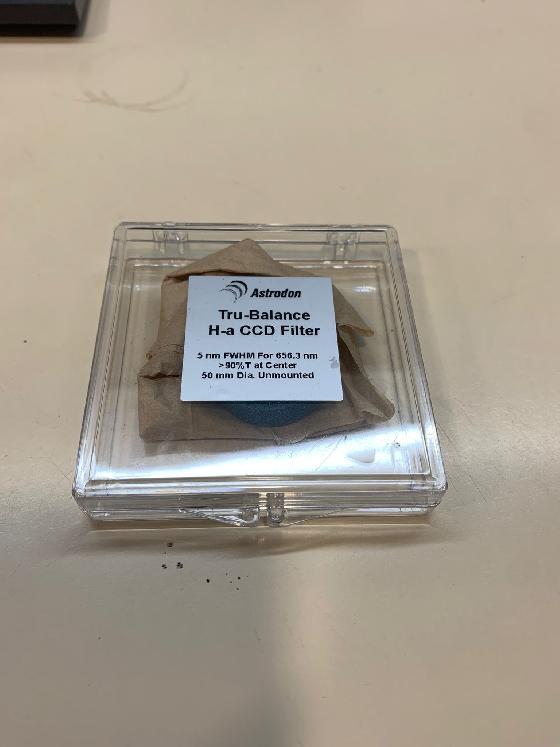 Astrodon
Tru-Balance
H-a CCD Filter
5 nm FWHM For 656.3 nm
>90%T at Center
50 mm Dia. Unmounted